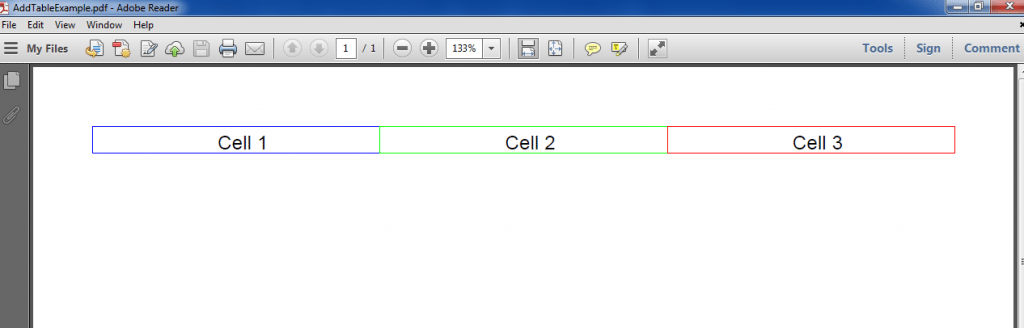 AddTableExample.pdf - Adobe Reader
File Edit View Window Help
My Files 1 / 1 133% Tools Sign Comment
Cell 1 Cell 2 Cell 3